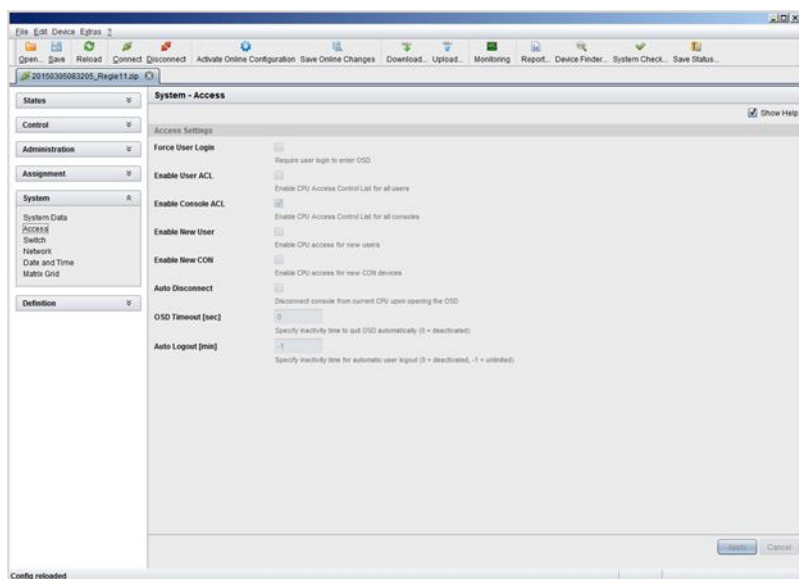 File Edit Device Extras ?
Open... Save Reload Connect Disconnect Activate Online Configuration Save Online Changes Download... Upload... Monitoring Report... Device Finder... System Check... Save Status...
20150305083205_Regie11.zip
Status
Control
Administration
Assignment
System
System Data
Access
Switch
Network
Date and Time
Matrix Grid
Definition
System - Access
Show Help
Access Settings
Force User Login
Require user login to enter OSD
Enable User ACL
Enable CPU Access Control List for all users
Enable Console ACL
Enable CPU Access Control List for all consoles
Enable New User
Enable CPU access for new users
Enable New CON
Enable CPU access for new CON devices
Auto Disconnect
Disconnect console from current CPU upon opening the OSD
OSD Timeout [sec] 0
Specify inactivity time to quit OSD automatically (0 = deactivated)
Auto Logout [min] -1
Specify inactivity time for automatic user logout (0 = deactivated, -1 = unlimited)
Apply Cancel
Config reloaded